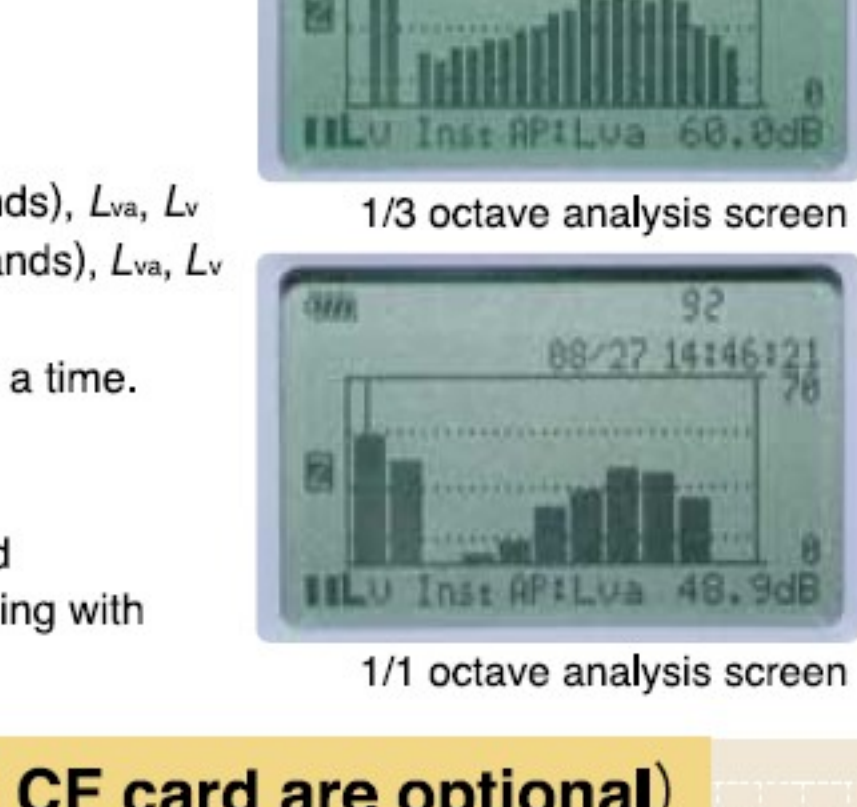 Z
0
Lv Inst AP:Lva 60.0dB
1/3 octave analysis screen
nds), Lva, Lv
ands), Lva, Lv
a time.
d
ing with
92
08/27 14:46:21
70
Z
0
Lv Inst AP:Lva 48.9dB
1/1 octave analysis screen
CF card are optional)